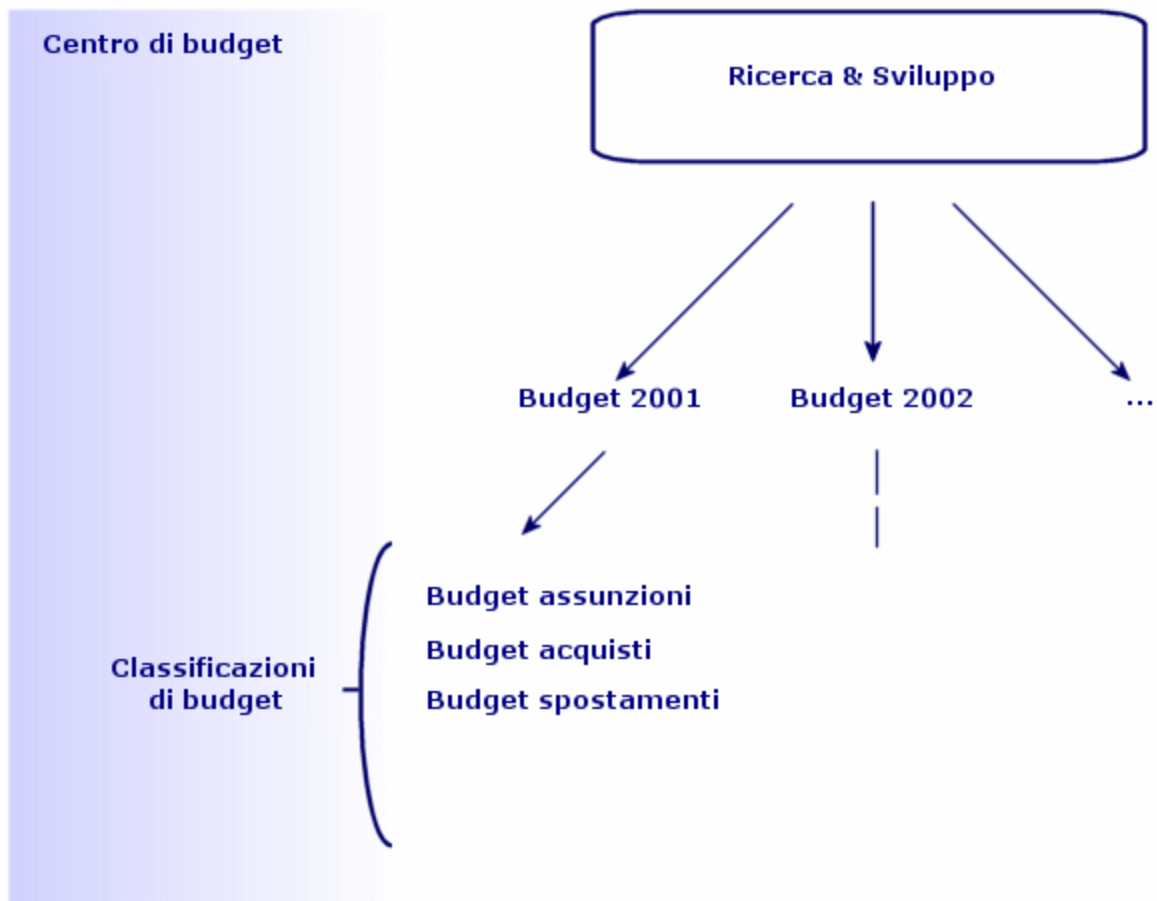 Centro di budget
Ricerca & Sviluppo
Budget 2001
Budget 2002
...
Budget assunzioni
Budget acquisti
Budget spostamenti
Classificazioni
di budget